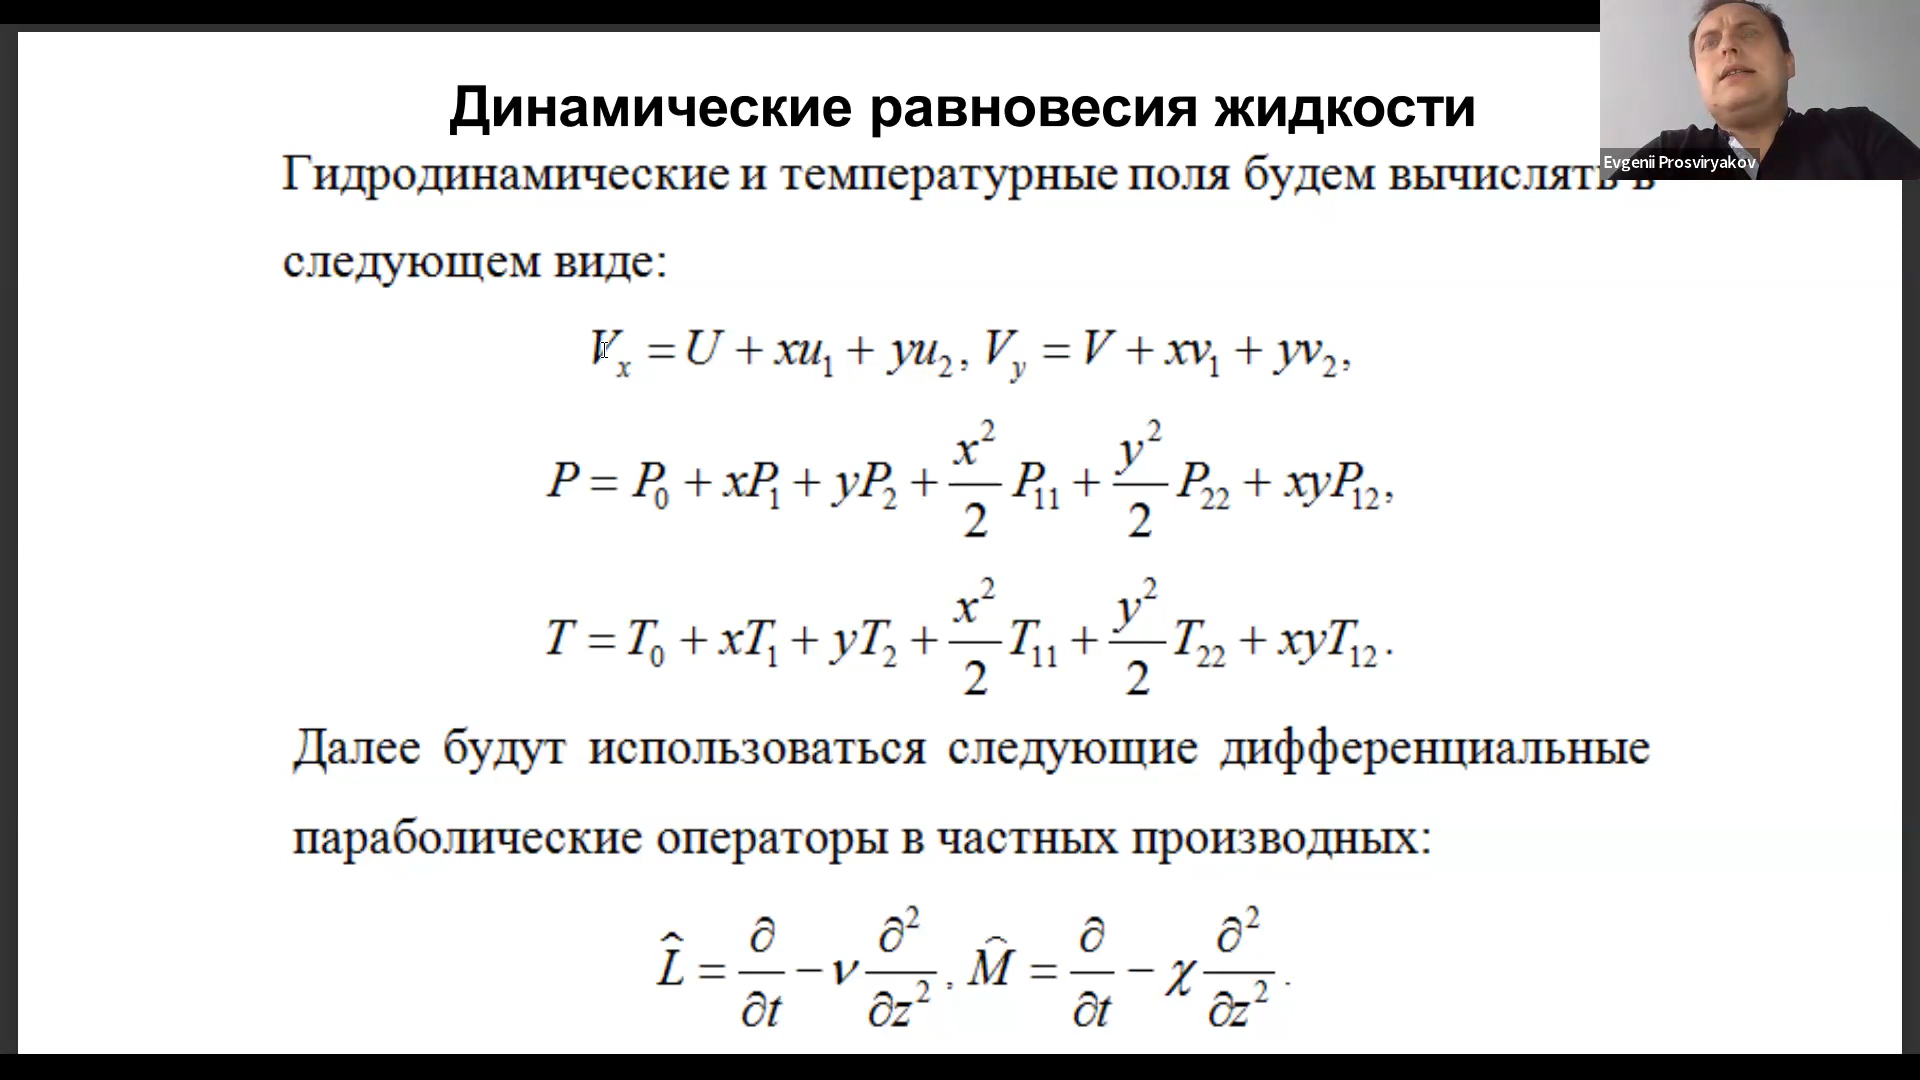 Динамические равновесия жидкости
Evgenii Prosviryakov
Гидродинамические и температурные поля будем вычислять в
следующем виде:
V_x = U + xu_1 + yu_2, V_y = V + xv_1 + yv_2,
P = P_0 + xP_1 + yP_2 + x^2/2 P_11 + y^2/2 P_22 + xyP_12,
T = T_0 + xT_1 + yT_2 + x^2/2 T_11 + y^2/2 T_22 + xyT_12.
Далее будут использоваться следующие дифференциальные
параболические операторы в частных производных:
L̂ = ∂/∂t − ν ∂^2/∂z^2, M̂ = ∂/∂t − χ ∂^2/∂z^2.